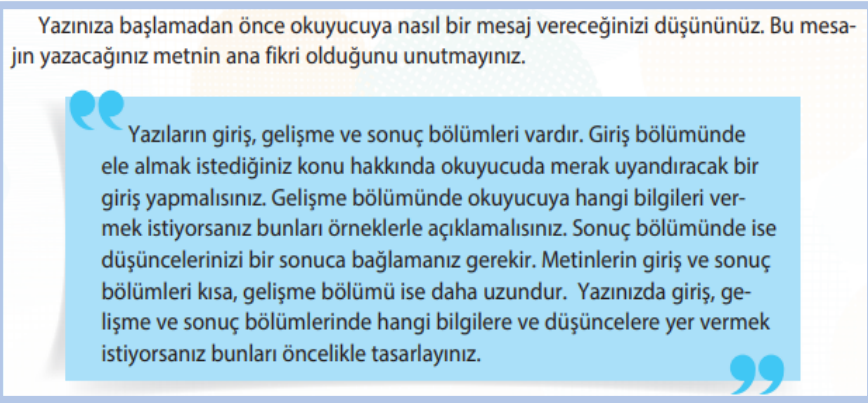 Yazınıza başlamadan önce okuyucuya nasıl bir mesaj vereceğinizi düşününüz. Bu mesa-
jın yazacağınız metnin ana fikri olduğunu unutmayınız.
Yazıların giriş, gelişme ve sonuç bölümleri vardır. Giriş bölümünde
ele almak istediğiniz konu hakkında okuyucuda merak uyandıracak bir
giriş yapmalısınız. Gelişme bölümünde okuyucuya hangi bilgileri ver-
mek istiyorsanız bunları örneklerle açıklamalısınız. Sonuç bölümünde ise
düşüncelerinizi bir sonuca bağlamanız gerekir. Metinlerin giriş ve sonuç
bölümleri kısa, gelişme bölümü ise daha uzundur. Yazınızda giriş, ge-
lişme ve sonuç bölümlerinde hangi bilgilere ve düşüncelere yer vermek
istiyorsanız bunları öncelikle tasarlayınız.